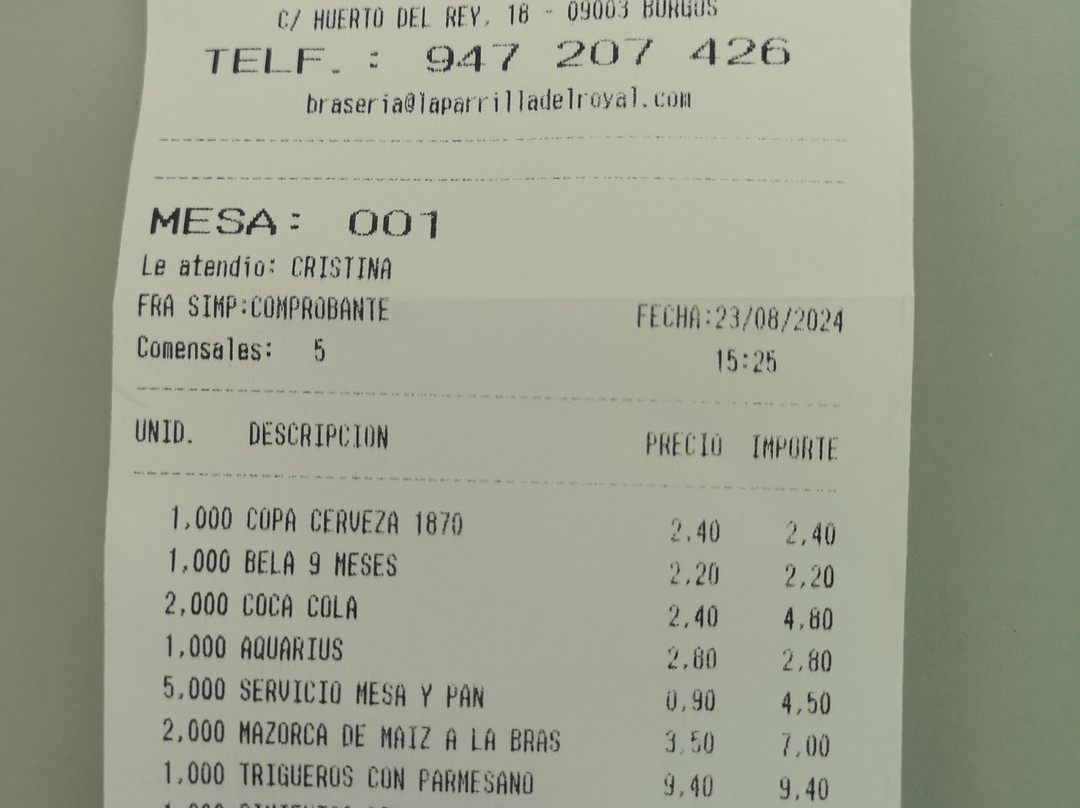 C/ HUERTO DEL REY, 18 - 09003 BURGOS
TELF. : 947 207 426
braseria@laparrilladelroyal.com
MESA: 001
Le atendio: CRISTINA
FRA SIMP:COMPROBANTE FECHA:23/08/2024
Comensales: 5 15:25
UNID. DESCRIPCION PRECIO IMPORTE
1,000 COPA CERVEZA 1870 2,40 2,40
1,000 BELA 9 MESES 2,20 2,20
2,000 COCA COLA 2,40 4,80
1,000 AQUARIUS 2,80 2,80
5,000 SERVICIO MESA Y PAN 0,90 4,50
2,000 MAZORCA DE MAIZ A LA BRAS 3,50 7,00
1,000 TRIGUEROS CON PARMESANO 9,40 9,40